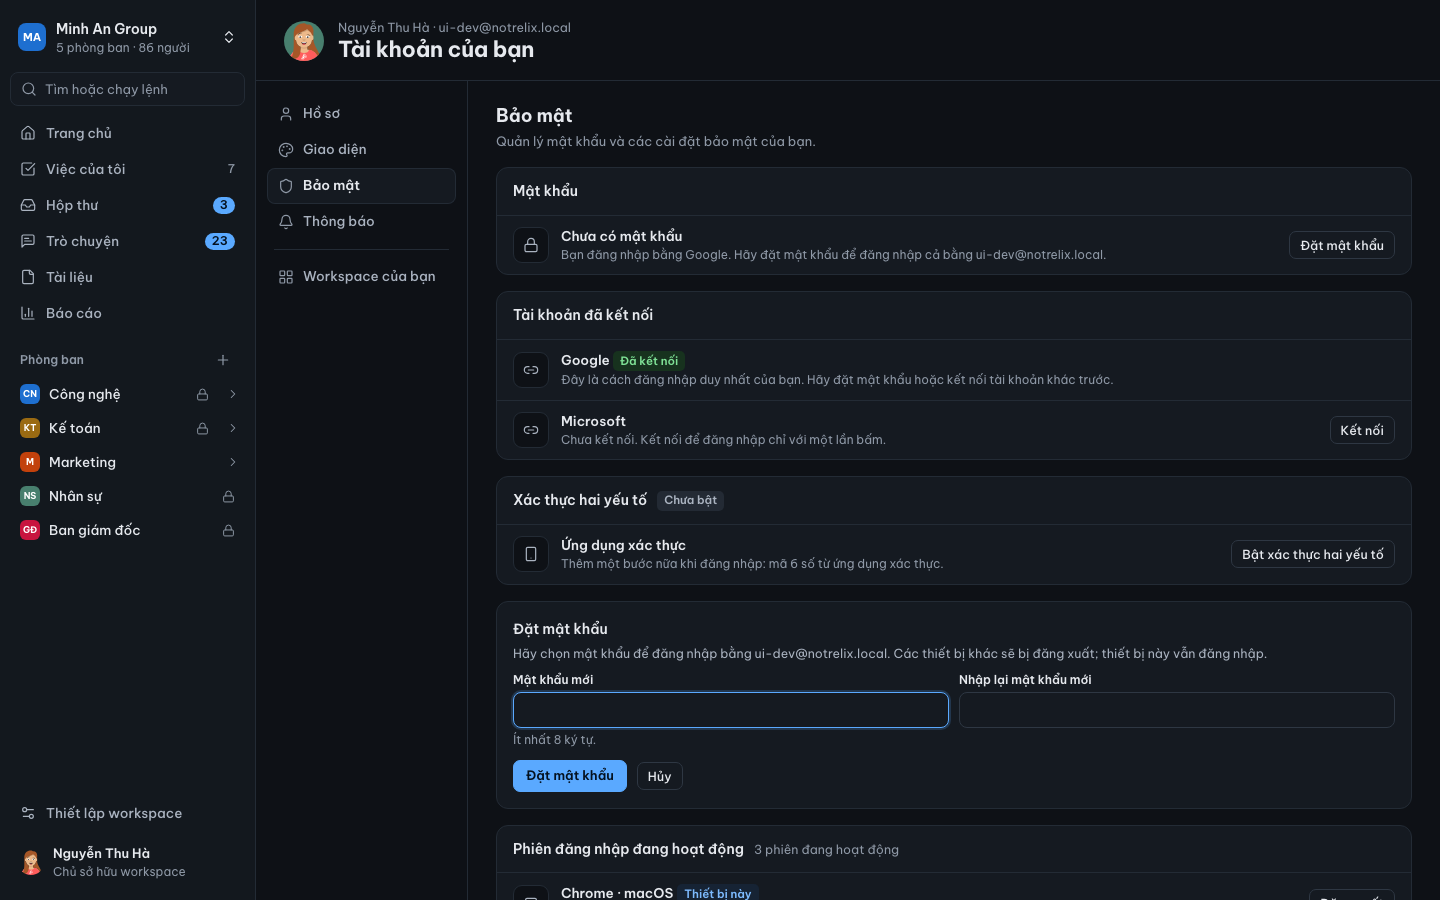 MA
Minh An Group
5 phòng ban · 86 người
Tìm hoặc chạy lệnh
Trang chủ
Việc của tôi 7
Hộp thư 3
Trò chuyện 23
Tài liệu
Báo cáo
Phòng ban
CN Công nghệ
KT Kế toán
M Marketing
NS Nhân sự
GĐ Ban giám đốc
Thiết lập workspace
Nguyễn Thu Hà
Chủ sở hữu workspace
Nguyễn Thu Hà · ui-dev@notrelix.local
Tài khoản của bạn
Hồ sơ
Giao diện
Bảo mật
Thông báo
Workspace của bạn
Bảo mật
Quản lý mật khẩu và các cài đặt bảo mật của bạn.
Mật khẩu
Chưa có mật khẩu
Bạn đăng nhập bằng Google. Hãy đặt mật khẩu để đăng nhập cả bằng ui-dev@notrelix.local.
Đặt mật khẩu
Tài khoản đã kết nối
Google Đã kết nối
Đây là cách đăng nhập duy nhất của bạn. Hãy đặt mật khẩu hoặc kết nối tài khoản khác trước.
Microsoft
Chưa kết nối. Kết nối để đăng nhập chỉ với một lần bấm.
Kết nối
Xác thực hai yếu tố Chưa bật
Ứng dụng xác thực
Thêm một bước nữa khi đăng nhập: mã 6 số từ ứng dụng xác thực.
Bật xác thực hai yếu tố
Đặt mật khẩu
Hãy chọn mật khẩu để đăng nhập bằng ui-dev@notrelix.local. Các thiết bị khác sẽ bị đăng xuất; thiết bị này vẫn đăng nhập.
Mật khẩu mới
Nhập lại mật khẩu mới
Ít nhất 8 ký tự.
Đặt mật khẩu
Hủy
Phiên đăng nhập đang hoạt động 3 phiên đang hoạt động
Chrome · macOS Thiết bị này